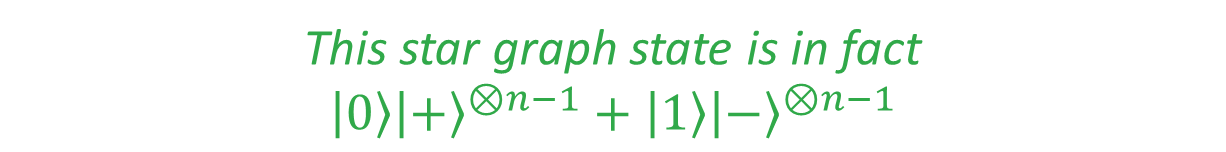 This star graph state is in fact
|0⟩|+⟩^{⊗n−1} + |1⟩|−⟩^{⊗n−1}